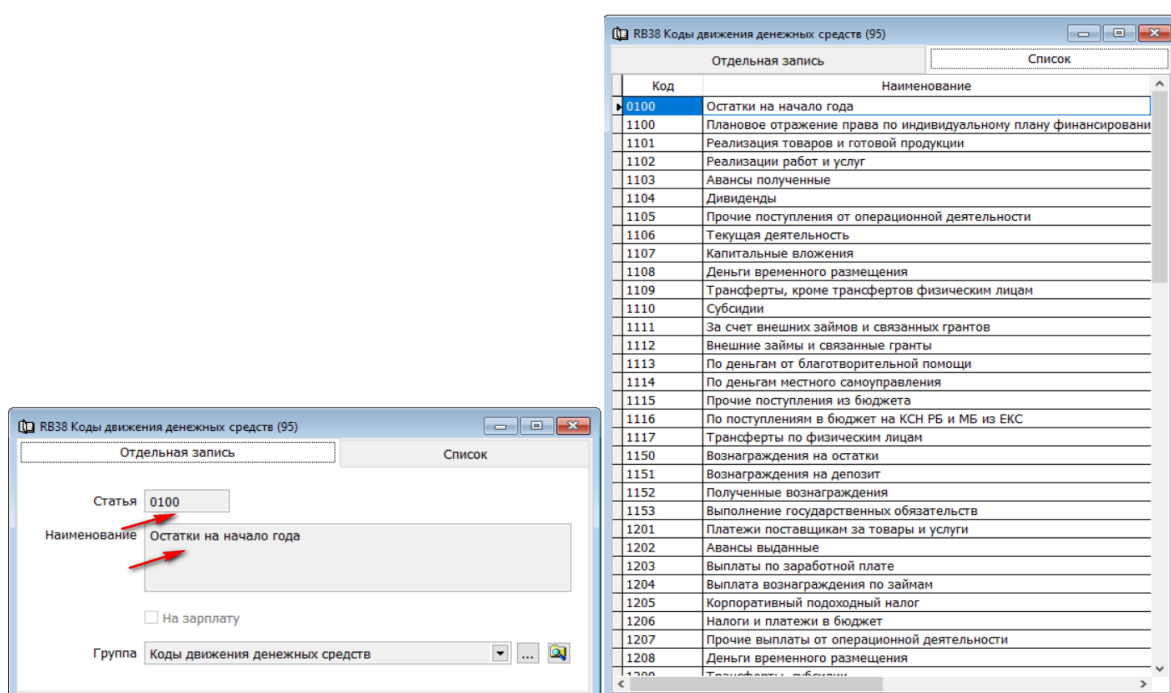 RB38 Коды движения денежных средств (95)
Отдельная запись Список
Статья 0100
Наименование Остатки на начало года
На зарплату
Группа Коды движения денежных средств ...
RB38 Коды движения денежных средств (95)
Отдельная запись Список
Код Наименование
0100 Остатки на начало года
1100 Плановое отражение права по индивидуальному плану финансировани
1101 Реализация товаров и готовой продукции
1102 Реализации работ и услуг
1103 Авансы полученные
1104 Дивиденды
1105 Прочие поступления от операционной деятельности
1106 Текущая деятельность
1107 Капитальные вложения
1108 Деньги временного размещения
1109 Трансферты, кроме трансфертов физическим лицам
1110 Субсидии
1111 За счет внешних займов и связанных грантов
1112 Внешние займы и связанные гранты
1113 По деньгам от благотворительной помощи
1114 По деньгам местного самоуправления
1115 Прочие поступления из бюджета
1116 По поступлениям в бюджет на КСН РБ и МБ из ЕКС
1117 Трансферты по физическим лицам
1150 Вознаграждения на остатки
1151 Вознаграждения на депозит
1152 Полученные вознаграждения
1153 Выполнение государственных обязательств
1201 Платежи поставщикам за товары и услуги
1202 Авансы выданные
1203 Выплаты по заработной плате
1204 Выплата вознаграждения по займам
1205 Корпоративный подоходный налог
1206 Налоги и платежи в бюджет
1207 Прочие выплаты от операционной деятельности
1208 Деньги временного размещения
1209 Трансферты, субсидии